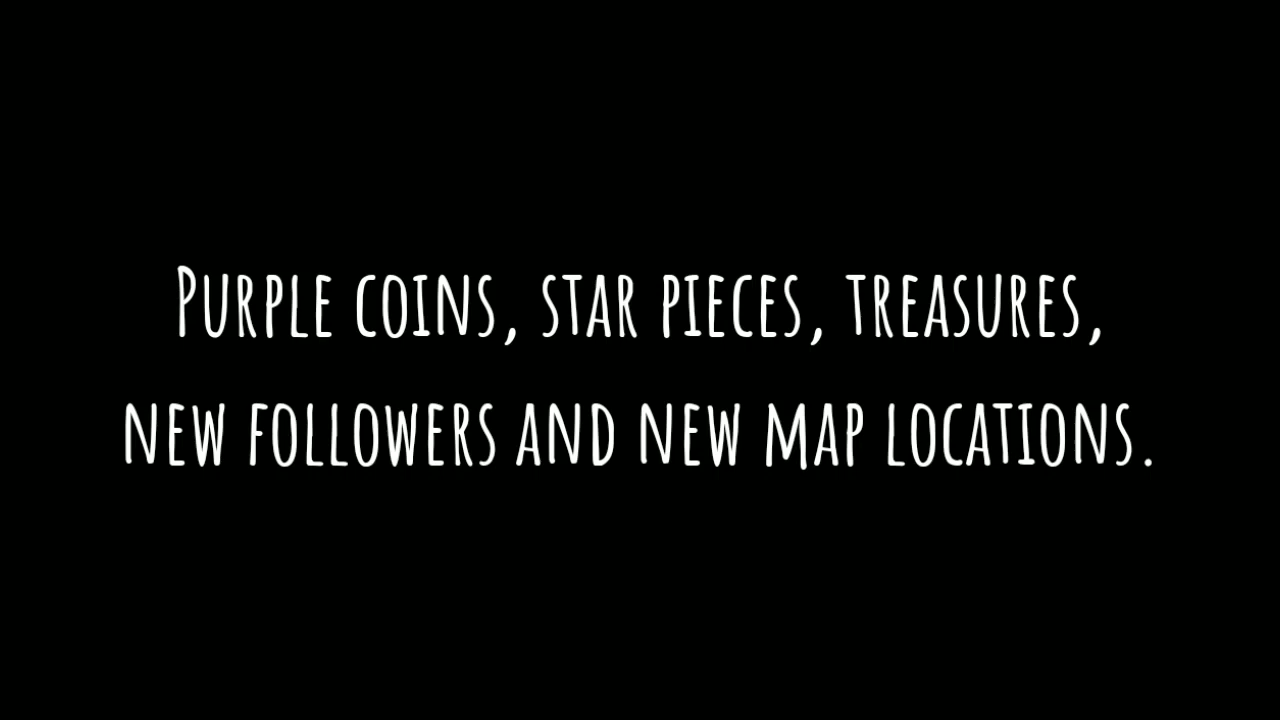 Purple coins, star pieces, treasures,
new followers and new map locations.